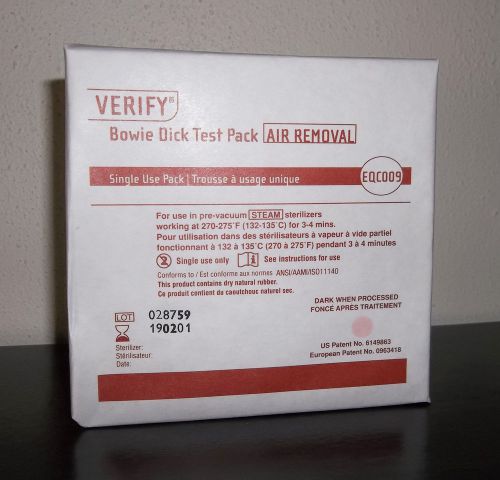 VERIFY®
Bowie Dick Test Pack AIR REMOVAL
Single Use Pack | Trousse à usage unique
EQC009
For use in pre-vacuum STEAM sterilizers
working at 270-275°F (132-135°C) for 3-4 mins.
Pour utilisation dans des stérilisateurs à vapeur à vide partiel
fonctionnant à 132 à 135°C (270 à 275°F) pendant 3 à 4 minutes
2 Single use only i See instructions for use
Conforms to / Est conforme aux normes ANSI/AAMI/ISO11140
This product contains dry natural rubber.
Ce produit contient du caoutchouc naturel sec.
LOT 028759
190201
DARK WHEN PROCESSED
FONCÉ APRÈS TRAITEMENT
Sterilizer:
Stérilisateur:
Date:
US Patent No. 6149863
European Patent No. 0963418